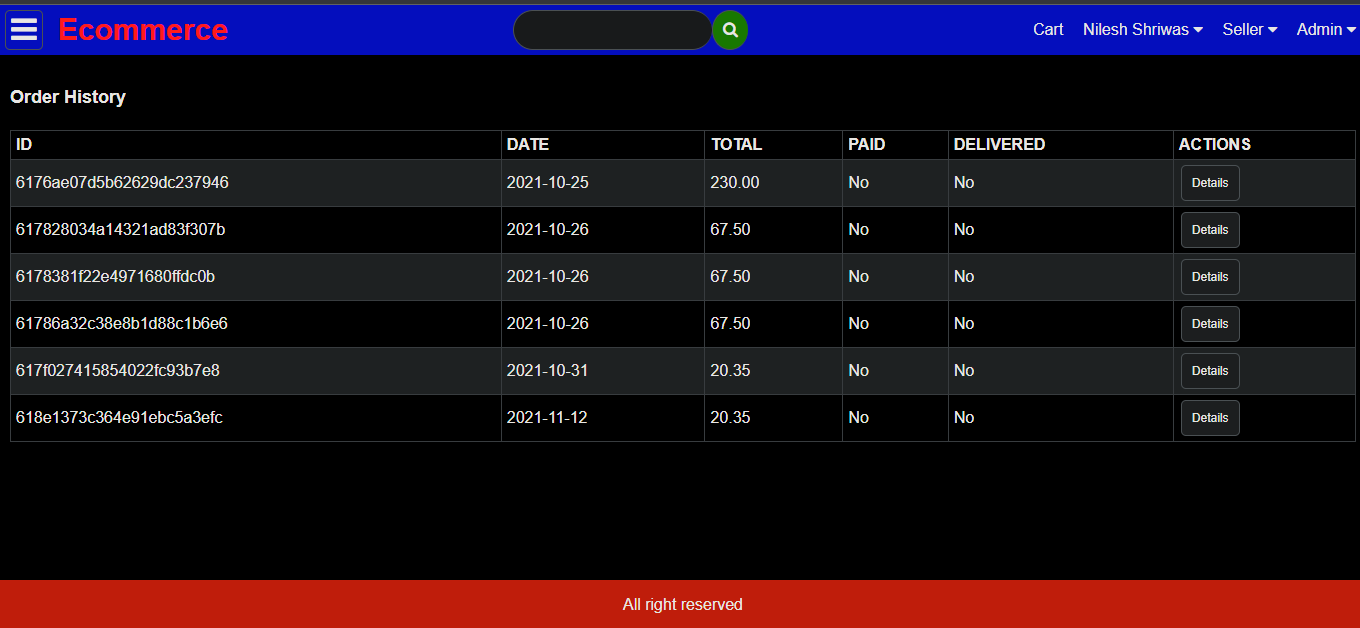 Ecommerce Cart Nilesh Shriwas Seller Admin
Order History
ID DATE TOTAL PAID DELIVERED ACTIONS
6176ae07d5b62629dc237946 2021-10-25 230.00 No No Details
617828034a14321ad83f307b 2021-10-26 67.50 No No Details
6178381f22e4971680ffdc0b 2021-10-26 67.50 No No Details
61786a32c38e8b1d88c1b6e6 2021-10-26 67.50 No No Details
617f027415854022fc93b7e8 2021-10-31 20.35 No No Details
618e1373c364e91ebc5a3efc 2021-11-12 20.35 No No Details
All right reserved